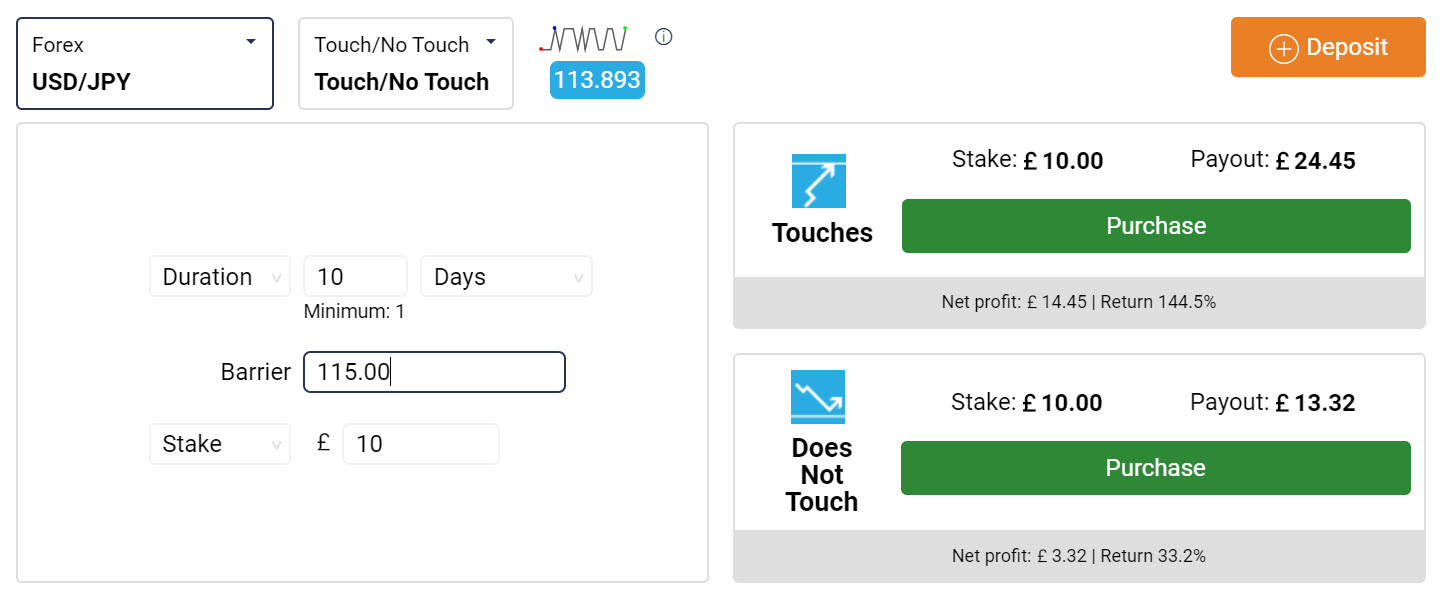 Forex
USD/JPY
Touch/No Touch
Touch/No Touch
113.893
Deposit
Duration 10 Days
Minimum: 1
Barrier 115.00
Stake £ 10
Touches
Stake: £ 10.00 Payout: £ 24.45
Purchase
Net profit: £ 14.45 | Return 144.5%
Does
Not
Touch
Stake: £ 10.00 Payout: £ 13.32
Purchase
Net profit: £ 3.32 | Return 33.2%